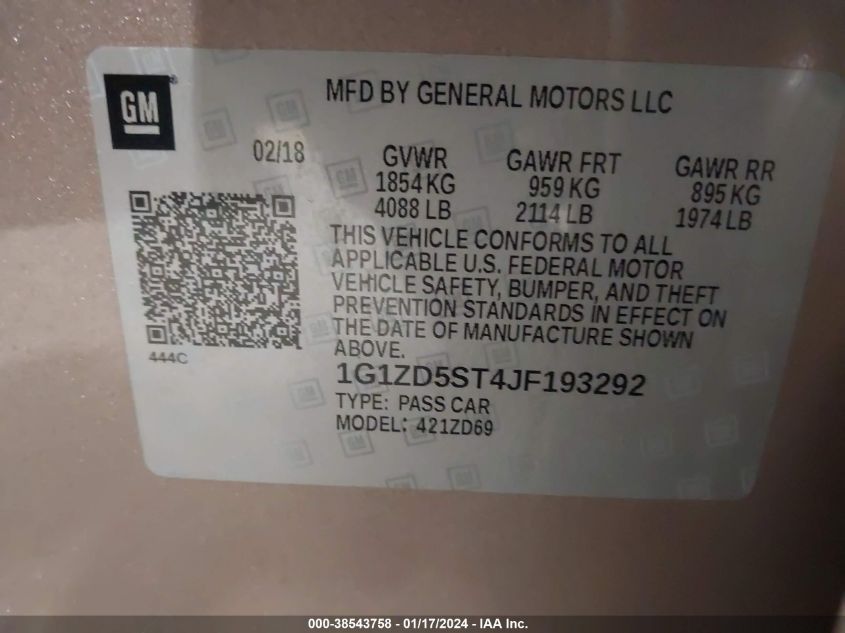 GM
MFD BY GENERAL MOTORS LLC
02/18
GVWR
1854 KG
4088 LB
GAWR FRT
959 KG
2114 LB
GAWR RR
895 KG
1974 LB
THIS VEHICLE CONFORMS TO ALL
APPLICABLE U.S. FEDERAL MOTOR
VEHICLE SAFETY, BUMPER, AND THEFT
PREVENTION STANDARDS IN EFFECT ON
THE DATE OF MANUFACTURE SHOWN
ABOVE.
444C
1G1ZD5ST4JF193292
TYPE: PASS CAR
MODEL: 421ZD69
000-38543758 - 01/17/2024 - IAA Inc.